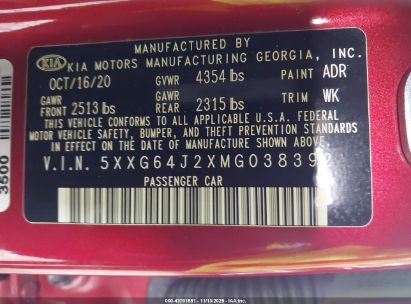 MANUFACTURED BY
KIA KIA MOTORS MANUFACTURING GEORGIA, INC.
OCT/16/20 GVWR 4354 lbs PAINT ADR
GAWR FRONT 2513 lbs GAWR REAR 2315 lbs TRIM WK
THIS VEHICLE CONFORMS TO ALL APPLICABLE U.S.A. FEDERAL
MOTOR VEHICLE SAFETY, BUMPER, AND THEFT PREVENTION STANDARDS
IN EFFECT ON THE DATE OF MANUFACTURE SHOWN ABOVE.
V.I.N. 5XXG64J2XMG038392
PASSENGER CAR
3500